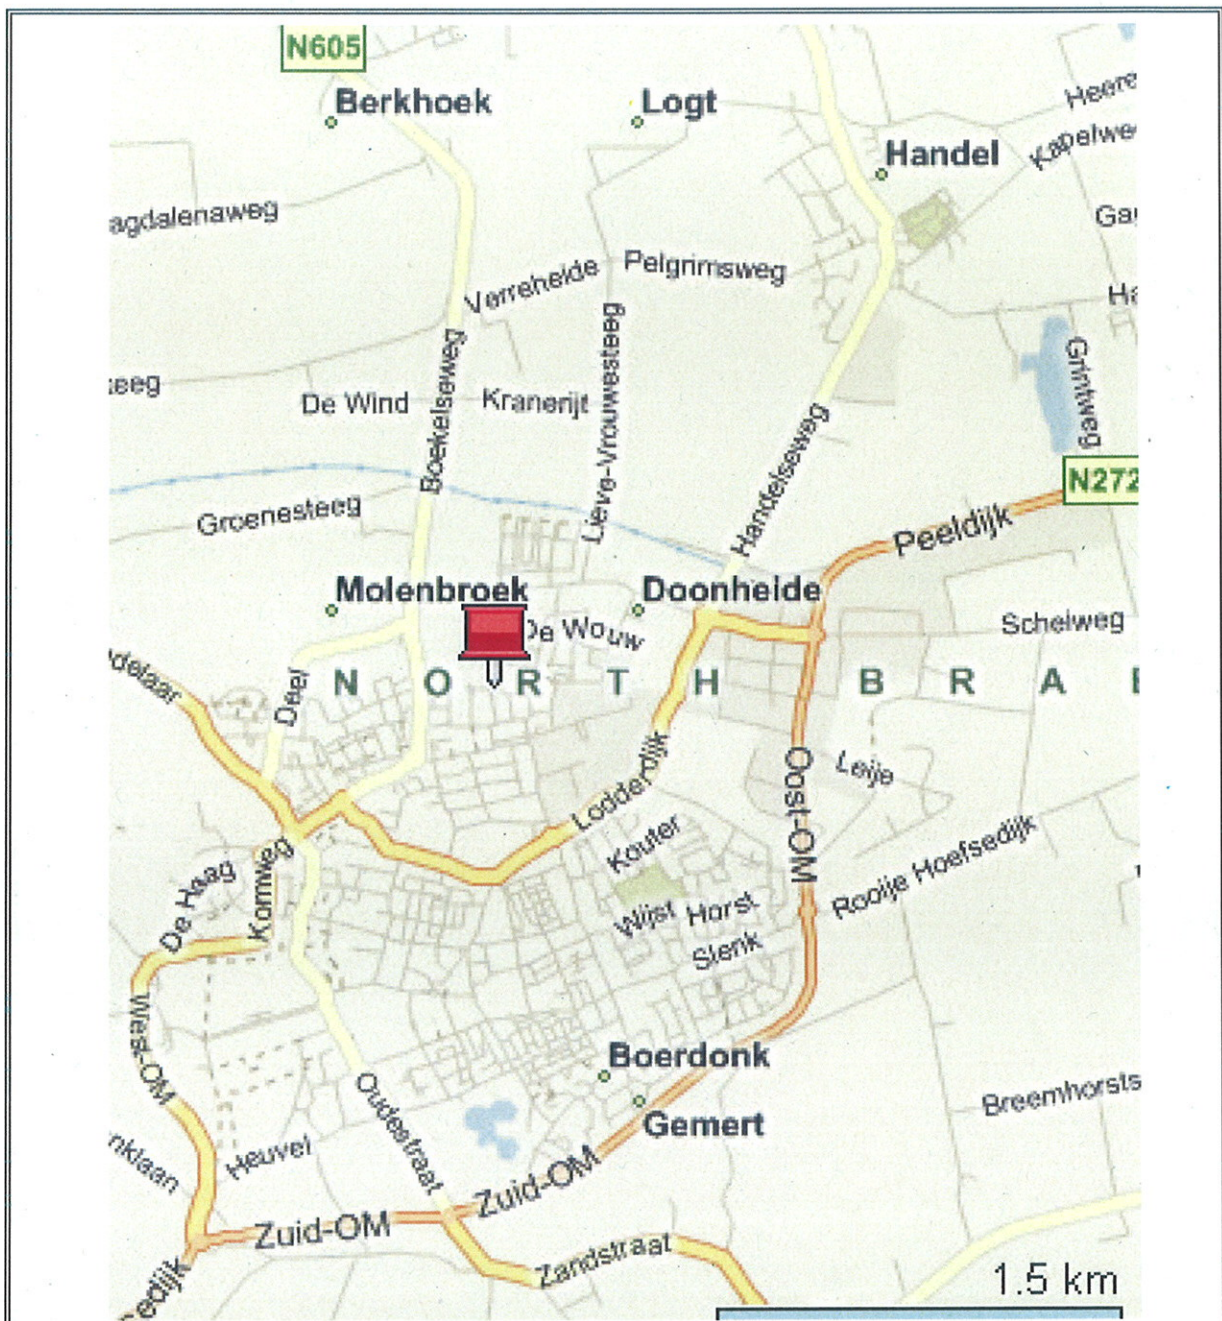 N605
Berkhoek
Logt
Heere
Handel
Kapelwe
agdalenaweg
Ga
Verreheide
Pelgrimsweg
Ha
Boekelseweg
Lieve-Vrouwesteeg
Grintweg
teeg
De Wind
Kranerijt
Handelseweg
N272
Groenesteeg
Peeldijk
Molenbroek
Doonheide
De Wouw
Scheiweg
delaar
Deel
N O R T H B R A
Lodderdijk
Oost-OM
Leije
Kouter
De Haag
Komweg
Rooije Hoefsedijk
Wijst
Horst
Slenk
West-OM
Boerdonk
Oudestraat
Breemhorsts
Gemert
nklaan
Heuvel
Zuid-OM
Zuid-OM
Zandstraat
edijk
1.5 km